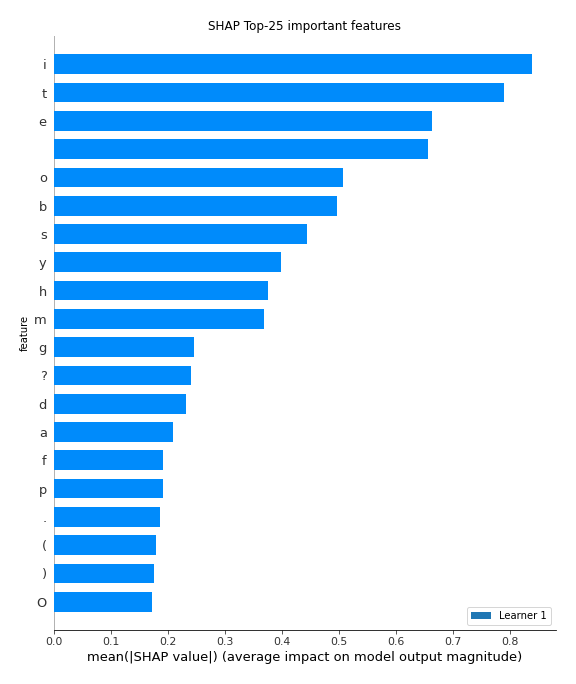 SHAP Top-25 important features
i
t
e
o
b
s
y
h
m
g
?
d
a
f
p
.
(
)
O
feature
Learner 1
0.0 0.1 0.2 0.3 0.4 0.5 0.6 0.7 0.8
mean(|SHAP value|) (average impact on model output magnitude)